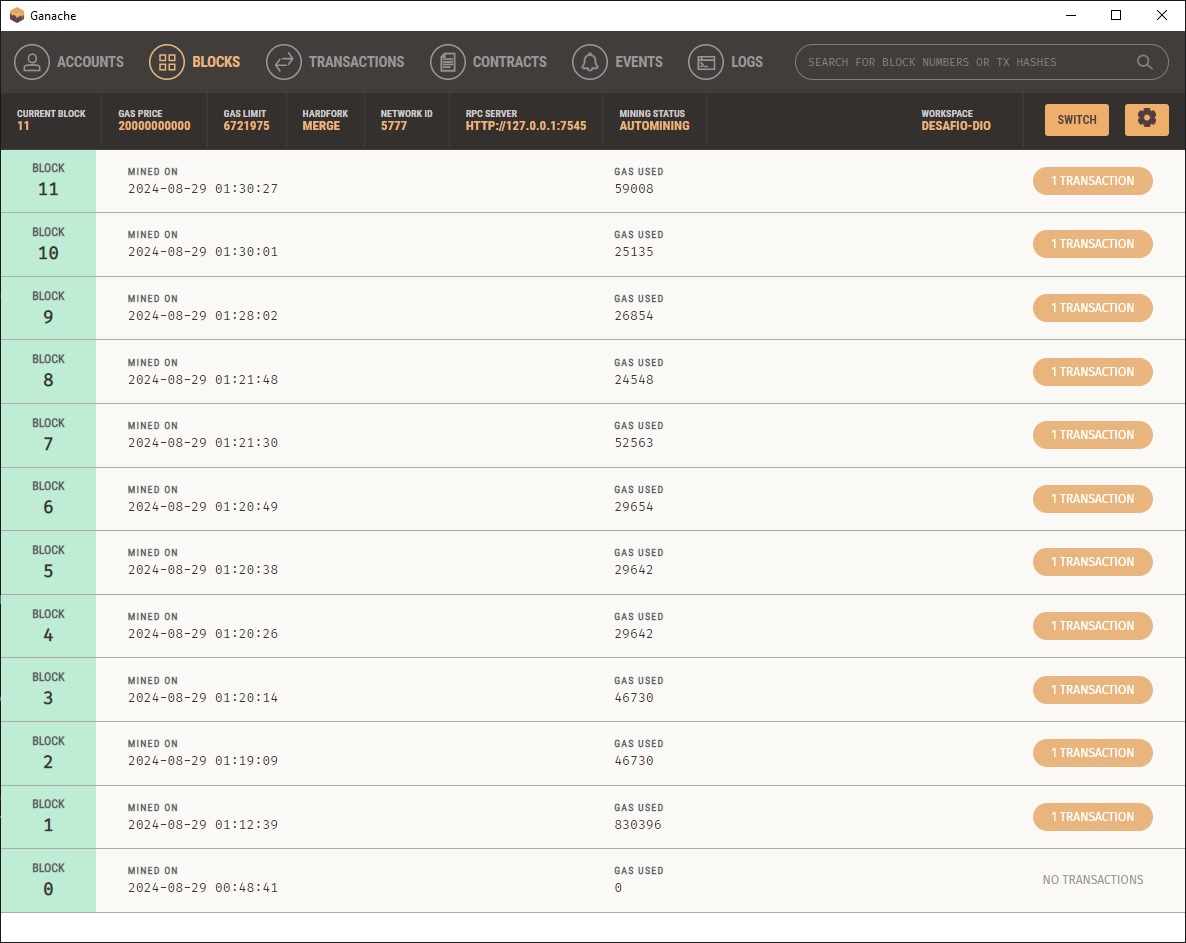 Ganache
ACCOUNTS BLOCKS TRANSACTIONS CONTRACTS EVENTS LOGS SEARCH FOR BLOCK NUMBERS OR TX HASHES
CURRENT BLOCK GAS PRICE GAS LIMIT HARDFORK NETWORK ID RPC SERVER MINING STATUS WORKSPACE
11 20000000000 6721975 MERGE 5777 HTTP://127.0.0.1:7545 AUTOMINING DESAFIO-DIO SWITCH
BLOCK MINED ON GAS USED
11 2024-08-29 01:30:27 59008 1 TRANSACTION
BLOCK MINED ON GAS USED
10 2024-08-29 01:30:01 25135 1 TRANSACTION
BLOCK MINED ON GAS USED
9 2024-08-29 01:28:02 26854 1 TRANSACTION
BLOCK MINED ON GAS USED
8 2024-08-29 01:21:48 24548 1 TRANSACTION
BLOCK MINED ON GAS USED
7 2024-08-29 01:21:30 52563 1 TRANSACTION
BLOCK MINED ON GAS USED
6 2024-08-29 01:20:49 29654 1 TRANSACTION
BLOCK MINED ON GAS USED
5 2024-08-29 01:20:38 29642 1 TRANSACTION
BLOCK MINED ON GAS USED
4 2024-08-29 01:20:26 29642 1 TRANSACTION
BLOCK MINED ON GAS USED
3 2024-08-29 01:20:14 46730 1 TRANSACTION
BLOCK MINED ON GAS USED
2 2024-08-29 01:19:09 46730 1 TRANSACTION
BLOCK MINED ON GAS USED
1 2024-08-29 01:12:39 830396 1 TRANSACTION
BLOCK MINED ON GAS USED
0 2024-08-29 00:48:41 0 NO TRANSACTIONS